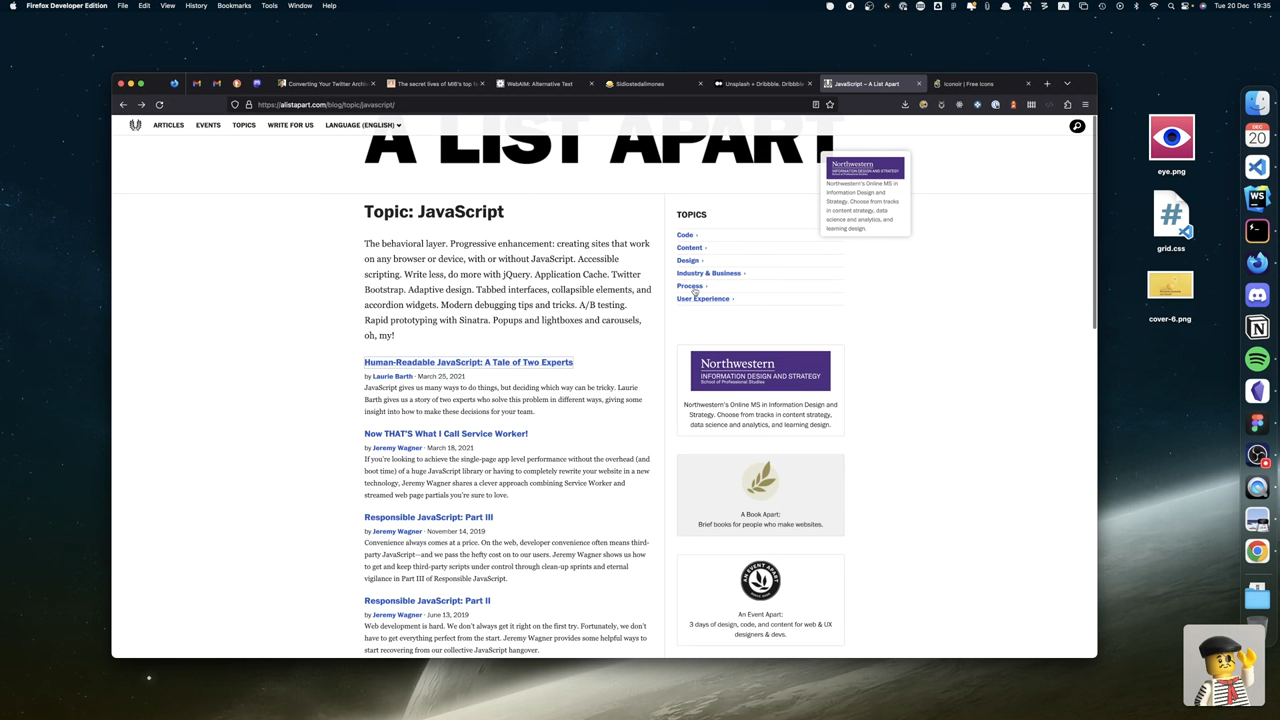 Firefox Developer Edition File Edit View History Bookmarks Tools Window Help
Tue 20 Dec 19:35
Converting Your Twitter Archi
The secret lives of MI6's top f
WebAIM: Alternative Text
Sidiostedalimones
Unsplash + Dribbble. Dribbble
JavaScript – A List Apart
Iconoir | Free Icons
https://alistapart.com/blog/topic/javascript/
ARTICLES EVENTS TOPICS WRITE FOR US LANGUAGE (ENGLISH)
A LIST APART
Northwestern
INFORMATION DESIGN AND STRATEGY
School of Professional Studies
Northwestern's Online MS in
Information Design and
Strategy. Choose from tracks
in content strategy, data
science and analytics, and
learning design.
Topic: JavaScript
The behavioral layer. Progressive enhancement: creating sites that work
on any browser or device, with or without JavaScript. Accessible
scripting. Write less, do more with jQuery. Application Cache. Twitter
Bootstrap. Adaptive design. Tabbed interfaces, collapsible elements, and
accordion widgets. Modern debugging tips and tricks. A/B testing.
Rapid prototyping with Sinatra. Popups and lightboxes and carousels,
oh, my!
Human-Readable JavaScript: A Tale of Two Experts
by Laurie Barth · March 25, 2021
JavaScript gives us many ways to do things, but deciding which way can be tricky. Laurie
Barth gives us a story of two experts who solve this problem in different ways, giving some
insight into how to make these decisions for your team.
Now THAT'S What I Call Service Worker!
by Jeremy Wagner · March 18, 2021
If you're looking to achieve the single-page app level performance without the overhead (and
boot time) of a huge JavaScript library or having to completely rewrite your website in a new
technology, Jeremy Wagner shares a clever approach combining Service Worker and
streamed web page partials you're sure to love.
Responsible JavaScript: Part III
by Jeremy Wagner · November 14, 2019
Convenience always comes at a price. On the web, developer convenience often means third-
party JavaScript—and we pass the hefty cost on to our users. Jeremy Wagner shows us how
to get and keep third-party scripts under control through clean-up sprints and eternal
vigilance in Part III of Responsible JavaScript.
Responsible JavaScript: Part II
by Jeremy Wagner · June 13, 2019
Web development is hard. We don't always get it right on the first try. Fortunately, we don't
have to get everything perfect from the start. Jeremy Wagner provides some helpful ways to
start recovering from our collective JavaScript hangover.
TOPICS
Code ›
Content ›
Design ›
Industry & Business ›
Process ›
User Experience ›
Northwestern
INFORMATION DESIGN AND STRATEGY
School of Professional Studies
Northwestern's Online MS in Information Design and
Strategy. Choose from tracks in content strategy,
data science and analytics, and learning design.
A Book Apart:
Brief books for people who make websites.
AN EVENT APART
An Event Apart:
3 days of design, code, and content for web & UX
designers & devs.
eye.png
grid.css
cover-6.png
DEC
20
WS